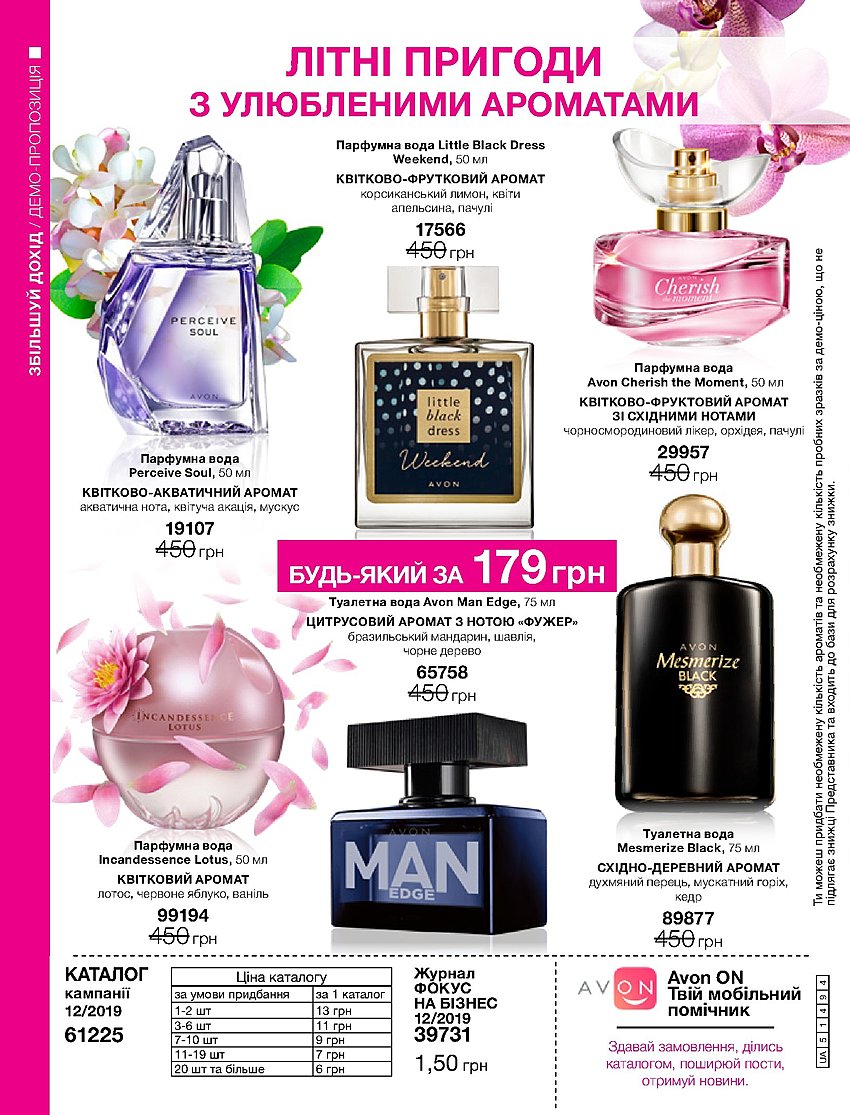 ЗБІЛЬШУЙ ДОХІД / ДЕМО-ПРОПОЗИЦІЯ
ЛІТНІ ПРИГОДИ
З УЛЮБЛЕНИМИ АРОМАТАМИ
PERCEIVE
SOUL
AVON
Парфумна вода
Perceive Soul, 50 мл
КВІТКОВО-АКВАТИЧНИЙ АРОМАТ
акватична нота, квітуча акація, мускус
19107
450 грн
Парфумна вода Little Black Dress
Weekend, 50 мл
КВІТКОВО-ФРУТКОВИЙ АРОМАТ
корсиканський лимон, квіти
апельсина, пачулі
17566
450 грн
little
black
dress
Weekend
AVON
AVON
Cherish
the moment
Парфумна вода
Avon Cherish the Moment, 50 мл
КВІТКОВО-ФРУКТОВИЙ АРОМАТ
ЗІ СХІДНИМИ НОТАМИ
чорносмородиновий лікер, орхідея, пачулі
29957
450 грн
БУДЬ-ЯКИЙ ЗА 179 грн
INCANDESSENCE
LOTUS
Парфумна вода
Incandessence Lotus, 50 мл
КВІТКОВИЙ АРОМАТ
лотос, червоне яблуко, ваніль
99194
450 грн
Туалетна вода Avon Man Edge, 75 мл
ЦИТРУСОВИЙ АРОМАТ З НОТОЮ «ФУЖЕР»
бразильський мандарин, шавлія,
чорне дерево
65758
450 грн
AVON
MAN
EDGE
AVON
Mesmerize
BLACK
Туалетна вода
Mesmerize Black, 75 мл
СХІДНО-ДЕРЕВНИЙ АРОМАТ
духмяний перець, мускатний горіх,
кедр
89877
450 грн
Ти можеш придбати необмежену кількість ароматів та необмежену кількість пробних зразків за демо-ціною, що не
підлягає знижці Представника та входить до бази для розрахунку знижки.
КАТАЛОГ
кампанії
12/2019
61225
Ціна каталогу
за умови придбання за 1 каталог
1-2 шт 13 грн
3-6 шт 11 грн
7-10 шт 9 грн
11-19 шт 7 грн
20 шт та більше 6 грн
Журнал
ФОКУС
НА БІЗНЕС
12/2019
39731
1,50 грн
AVON
Avon ON
Твій мобільний
помічник
Здавай замовлення, ділись
каталогом, поширюй пости,
отримуй новини.
UA 5 1 4 9 4